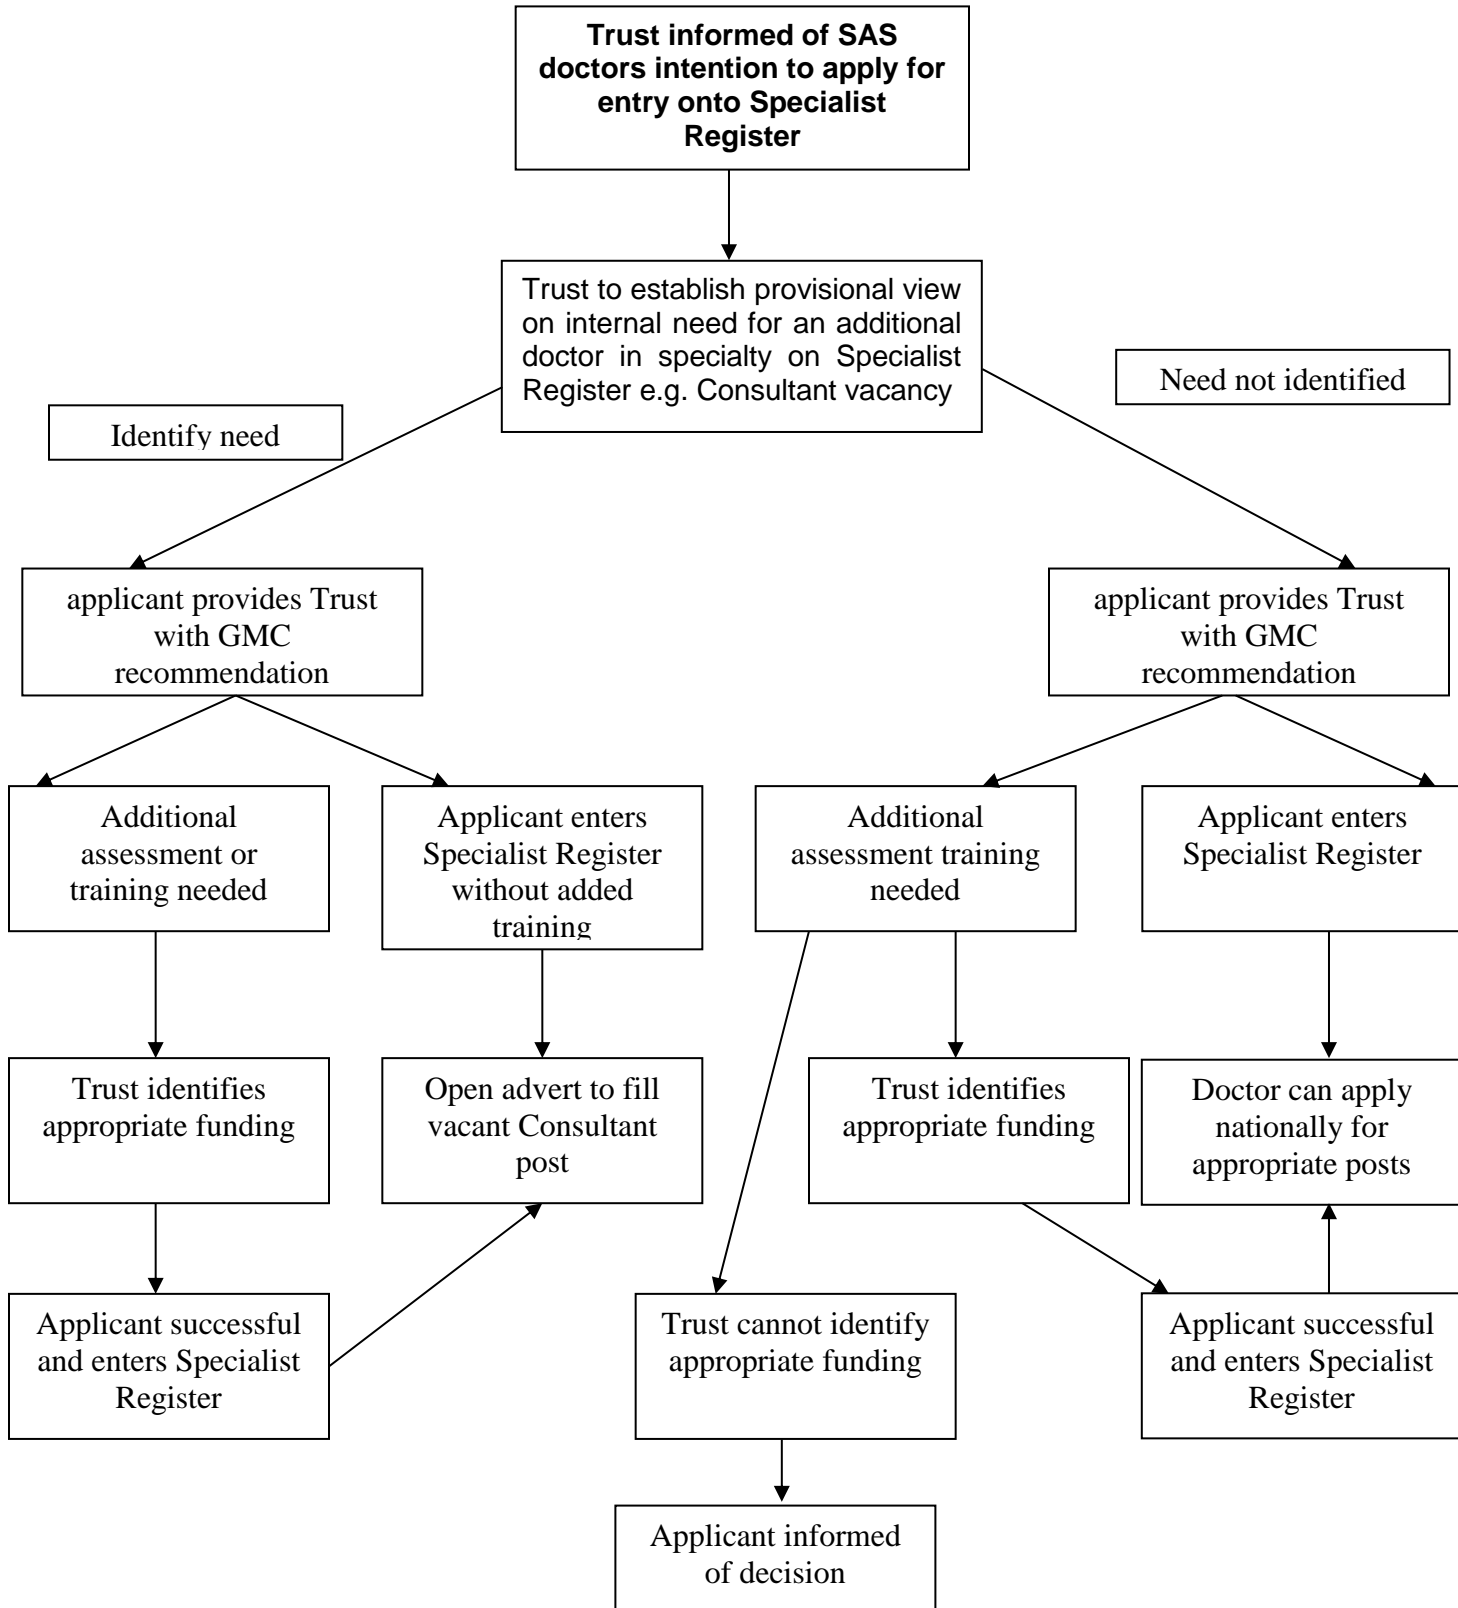 Trust informed of SAS
doctors intention to apply for
entry onto Specialist
Register
Trust to establish provisional view
on internal need for an additional
doctor in specialty on Specialist
Register e.g. Consultant vacancy
Need not identified
Identify need
applicant provides Trust
with GMC
recommendation
applicant provides Trust
with GMC
recommendation
Additional
assessment or
training needed
Applicant enters
Specialist Register
without added
training
Additional
assessment training
needed
Applicant enters
Specialist Register
Trust identifies
appropriate funding
Open advert to fill
vacant Consultant
post
Trust identifies
appropriate funding
Doctor can apply
nationally for
appropriate posts
Applicant successful
and enters Specialist
Register
Trust cannot identify
appropriate funding
Applicant successful
and enters Specialist
Register
Applicant informed
of decision